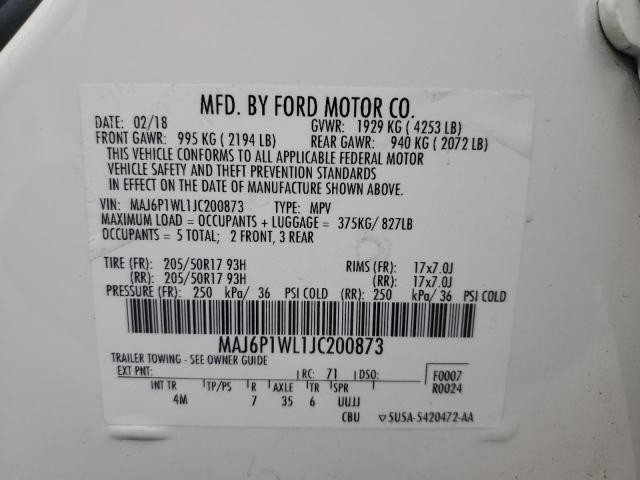 MFD. BY FORD MOTOR CO.
DATE: 02/18 GVWR: 1929 KG ( 4253 LB)
FRONT GAWR: 995 KG ( 2194 LB) REAR GAWR: 940 KG ( 2072 LB)
THIS VEHICLE CONFORMS TO ALL APPLICABLE FEDERAL MOTOR
VEHICLE SAFETY AND THEFT PREVENTION STANDARDS
IN EFFECT ON THE DATE OF MANUFACTURE SHOWN ABOVE.
VIN: MAJ6P1WL1JC200873 TYPE: MPV
MAXIMUM LOAD = OCCUPANTS + LUGGAGE = 375KG/ 827LB
OCCUPANTS = 5 TOTAL; 2 FRONT, 3 REAR
TIRE (FR): 205/50R17 93H RIMS (FR): 17x7.0J
(RR): 205/50R17 93H (RR): 17x7.0J
PRESSURE (FR): 250 kPa/ 36 PSI COLD (RR): 250 kPa/ 36 PSI COLD
MAJ6P1WL1JC200873
TRAILER TOWING - SEE OWNER GUIDE
EXT PNT: RC: 71 DSO: F0007
R0024
INT TR TP/PS R AXLE TR SPR
4M 7 35 6 UUJJ
CBU ▽5U5A-5420472-AA